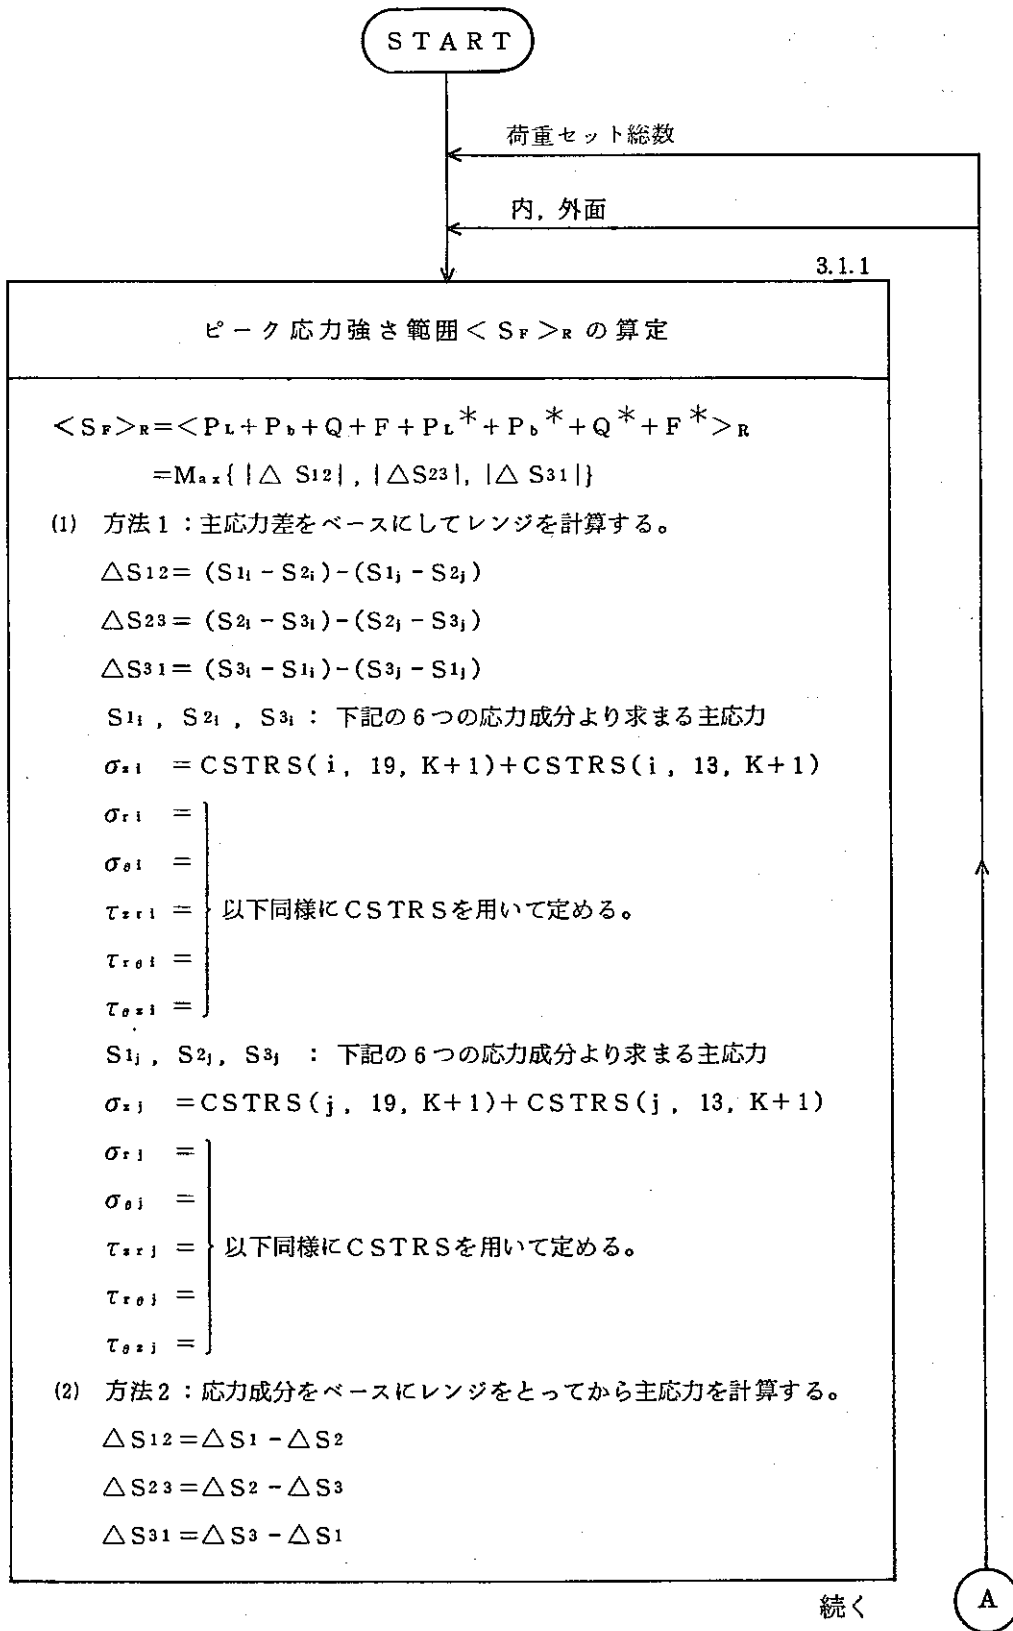 START
荷重セット総数
内, 外面
3.1.1
ピーク応力強さ範囲<SF>Rの算定
<SF>R=<PL+Pb+Q+F+PL*+Pb*+Q*+F*>R
=Max{|△S12|, |△S23|, |△S31|}
(1) 方法1:主応力差をベースにしてレンジを計算する。
△S12=(S1i-S2i)-(S1j-S2j)
△S23=(S2i-S3i)-(S2j-S3j)
△S31=(S3i-S1i)-(S3j-S1j)
S1i, S2i, S3i: 下記の6つの応力成分より求まる主応力
σzi =CSTRS(i, 19, K+1)+CSTRS(i, 13, K+1)
σri =
σθi =
τzri = 以下同様にCSTRSを用いて定める。
τrθi =
τθzi =
S1j, S2j, S3j : 下記の6つの応力成分より求まる主応力
σzj =CSTRS(j, 19, K+1)+CSTRS(j, 13, K+1)
σrj =
σθj =
τzrj = 以下同様にCSTRSを用いて定める。
τrθj =
τθzj =
(2) 方法2:応力成分をベースにレンジをとってから主応力を計算する。
△S12=△S1-△S2
△S23=△S2-△S3
△S31=△S3-△S1
続く
A